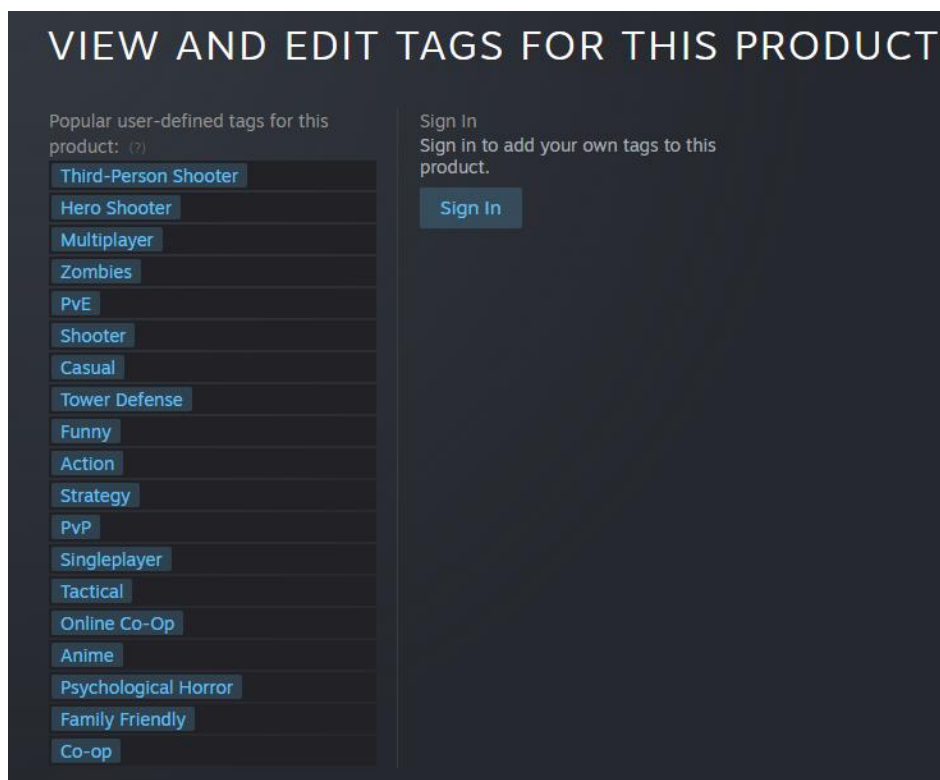 VIEW AND EDIT TAGS FOR THIS PRODUCT
Popular user-defined tags for this
product: (?)
Third-Person Shooter
Hero Shooter
Multiplayer
Zombies
PvE
Shooter
Casual
Tower Defense
Funny
Action
Strategy
PvP
Singleplayer
Tactical
Online Co-Op
Anime
Psychological Horror
Family Friendly
Co-op
Sign In
Sign in to add your own tags to this
product.
Sign In